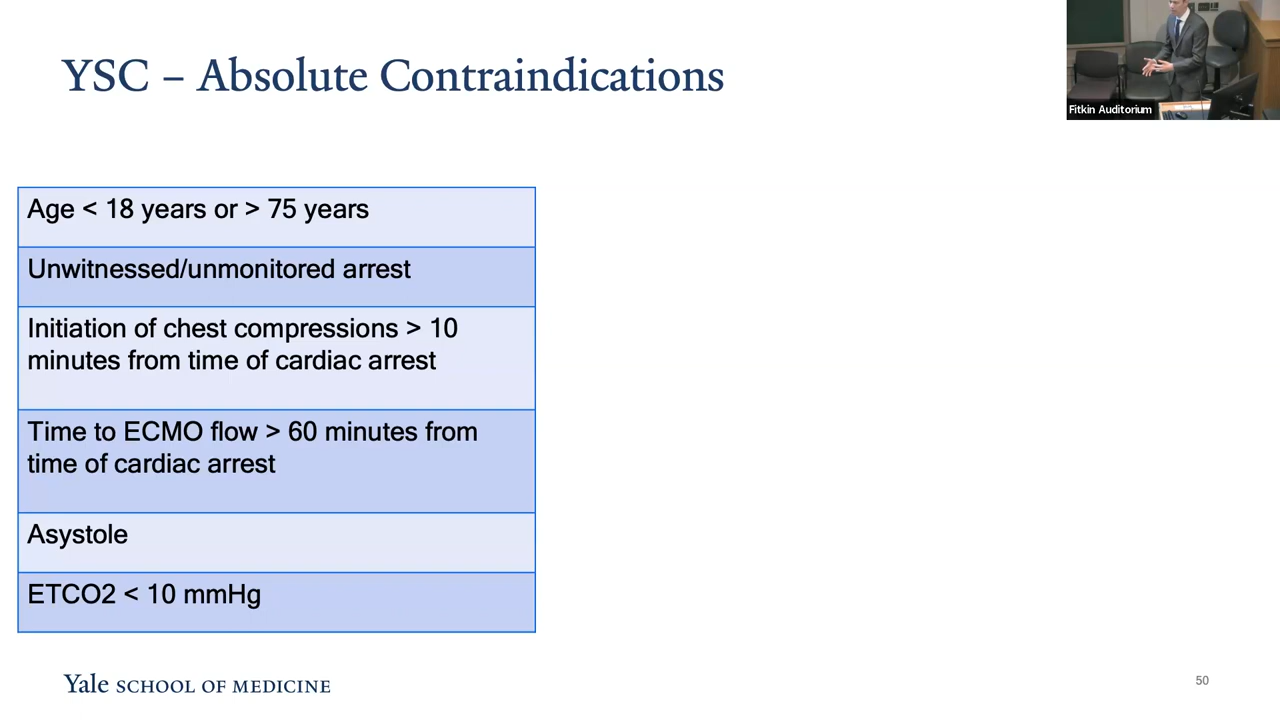 YSC – Absolute Contraindications
Fitkin Auditorium
Age < 18 years or > 75 years
Unwitnessed/unmonitored arrest
Initiation of chest compressions > 10
minutes from time of cardiac arrest
Time to ECMO flow > 60 minutes from
time of cardiac arrest
Asystole
ETCO2 < 10 mmHg
Yale SCHOOL OF MEDICINE
50